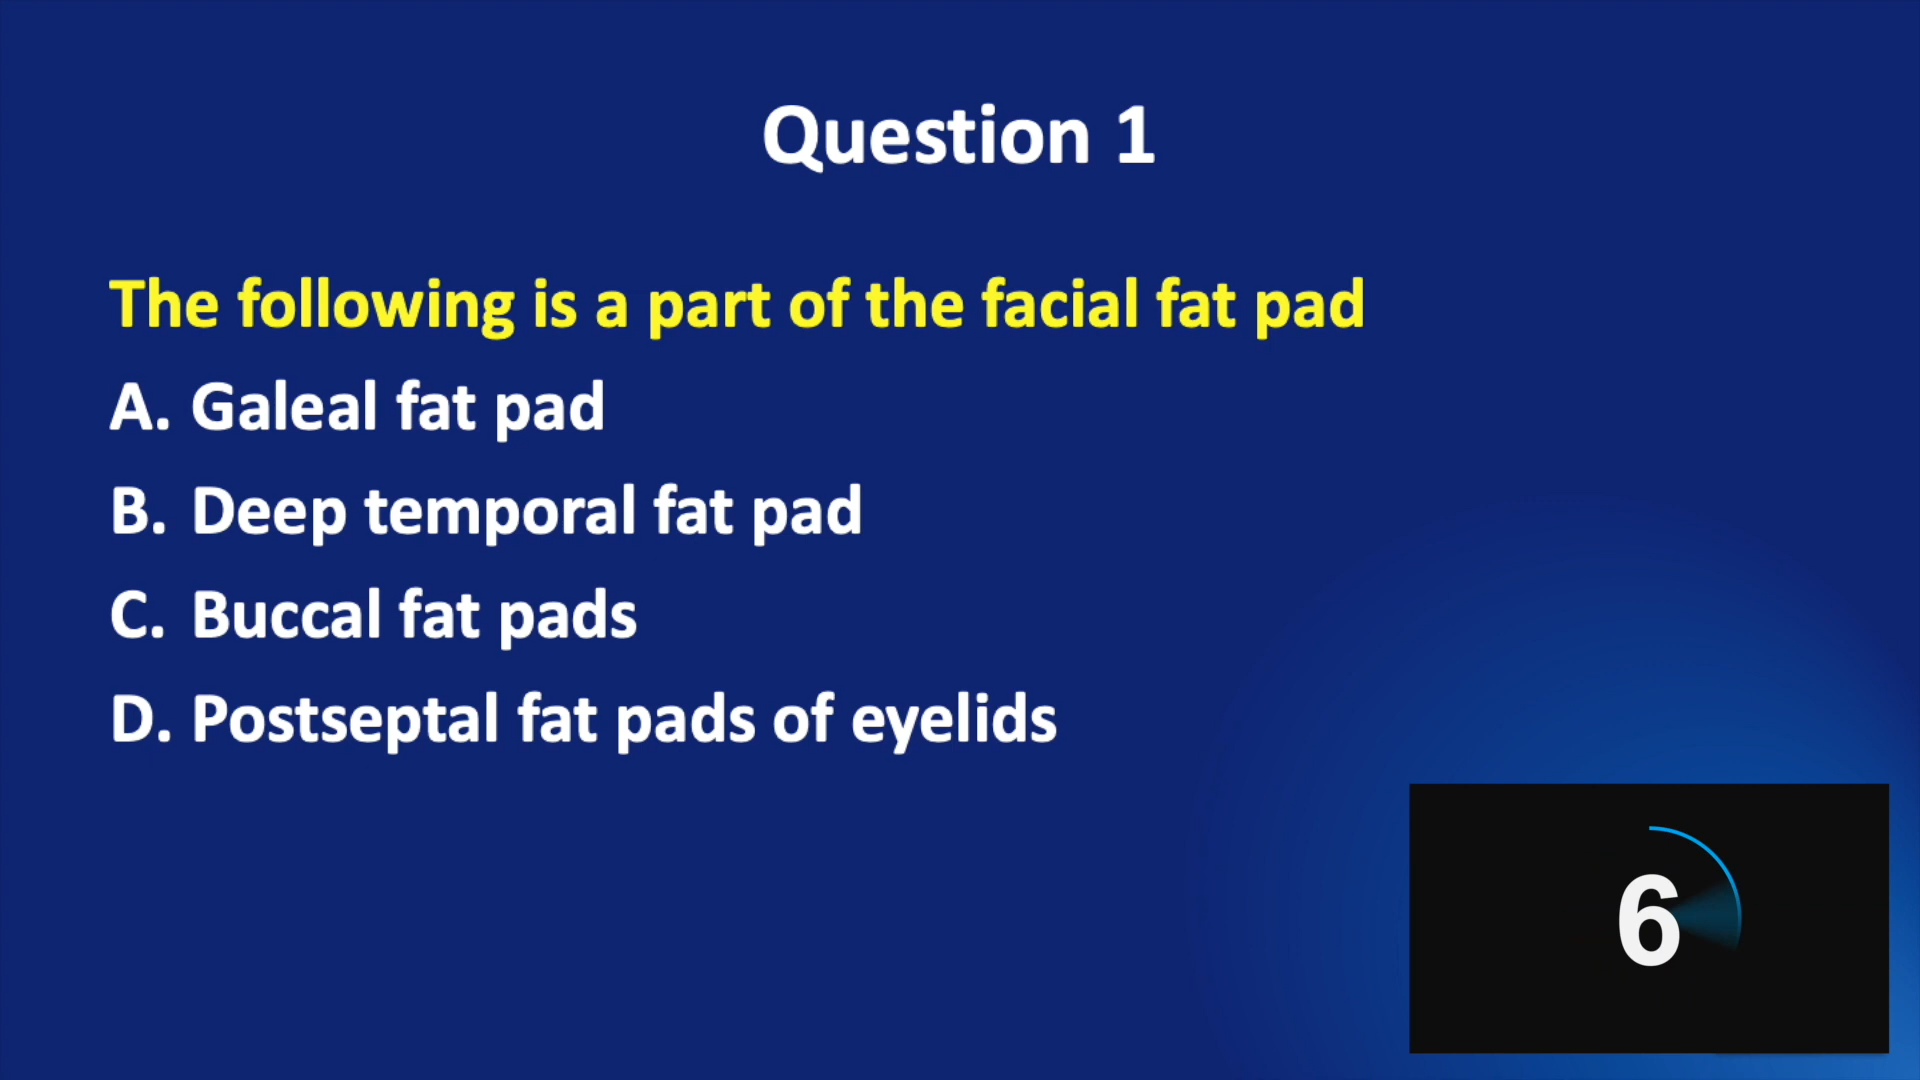 Question 1
The following is a part of the facial fat pad
A. Galeal fat pad
B. Deep temporal fat pad
C. Buccal fat pads
D. Postseptal fat pads of eyelids
6